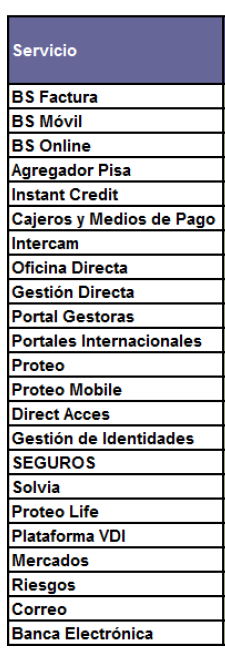 Servicio
BS Factura
BS Móvil
BS Online
Agregador Pisa
Instant Credit
Cajeros y Medios de Pago
Intercam
Oficina Directa
Gestión Directa
Portal Gestoras
Portales Internacionales
Proteo
Proteo Mobile
Direct Acces
Gestión de Identidades
SEGUROS
Solvia
Proteo Life
Plataforma VDI
Mercados
Riesgos
Correo
Banca Electrónica